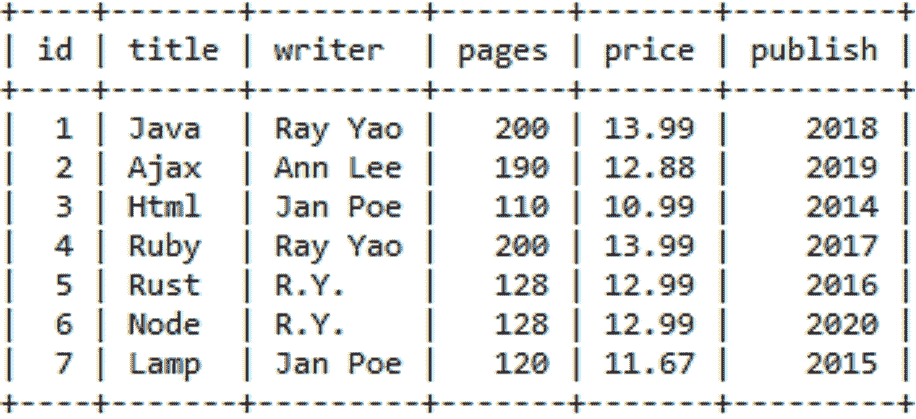 +----+-------+---------+-------+-------+---------+
| id | title | writer  | pages | price | publish |
+----+-------+---------+-------+-------+---------+
|  1 | Java  | Ray Yao |   200 | 13.99 |    2018 |
|  2 | Ajax  | Ann Lee |   190 | 12.88 |    2019 |
|  3 | Html  | Jan Poe |   110 | 10.99 |    2014 |
|  4 | Ruby  | Ray Yao |   200 | 13.99 |    2017 |
|  5 | Rust  | R.Y.    |   128 | 12.99 |    2016 |
|  6 | Node  | R.Y.    |   128 | 12.99 |    2020 |
|  7 | Lamp  | Jan Poe |   120 | 11.67 |    2015 |
+----+-------+---------+-------+-------+---------+